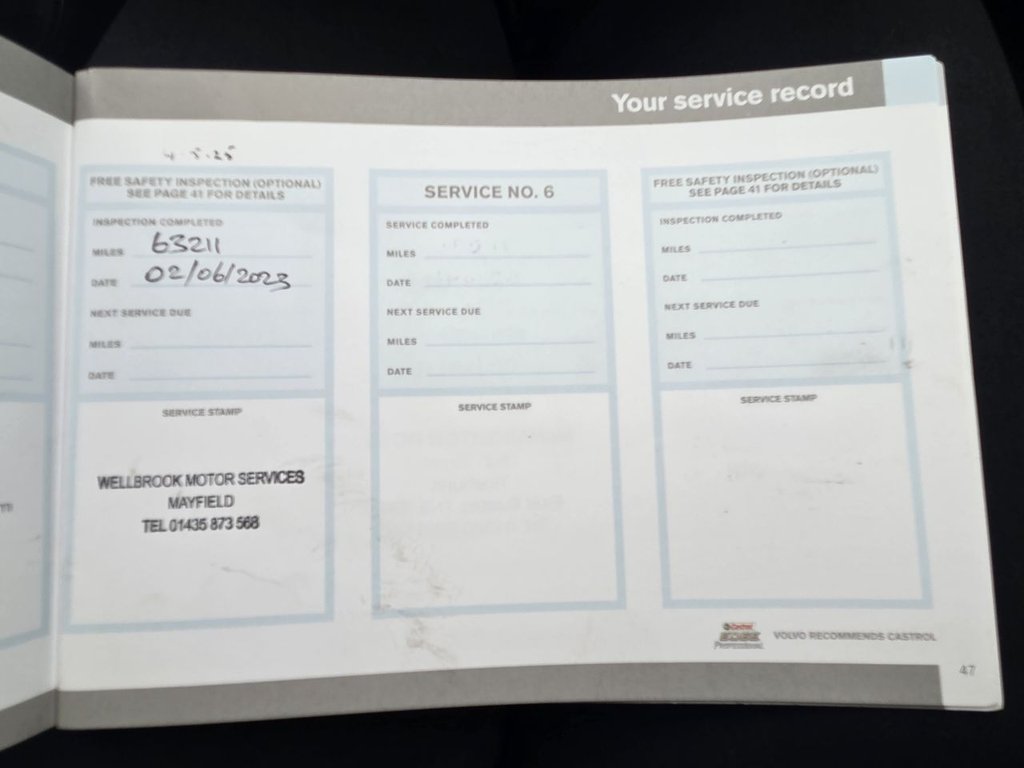 Your service record
4.5.25
FREE SAFETY INSPECTION (OPTIONAL)
SEE PAGE 41 FOR DETAILS
INSPECTION COMPLETED
MILES 63211
DATE 02/06/2023
NEXT SERVICE DUE
MILES
DATE
SERVICE STAMP
WELLBROOK MOTOR SERVICES
MAYFIELD
TEL 01435 873 568
SERVICE NO. 6
SERVICE COMPLETED
MILES
DATE
NEXT SERVICE DUE
MILES
DATE
SERVICE STAMP
FREE SAFETY INSPECTION (OPTIONAL)
SEE PAGE 41 FOR DETAILS
INSPECTION COMPLETED
MILES
DATE
NEXT SERVICE DUE
MILES
DATE
SERVICE STAMP
Castrol
EDGE
Professional
VOLVO RECOMMENDS CASTROL
47